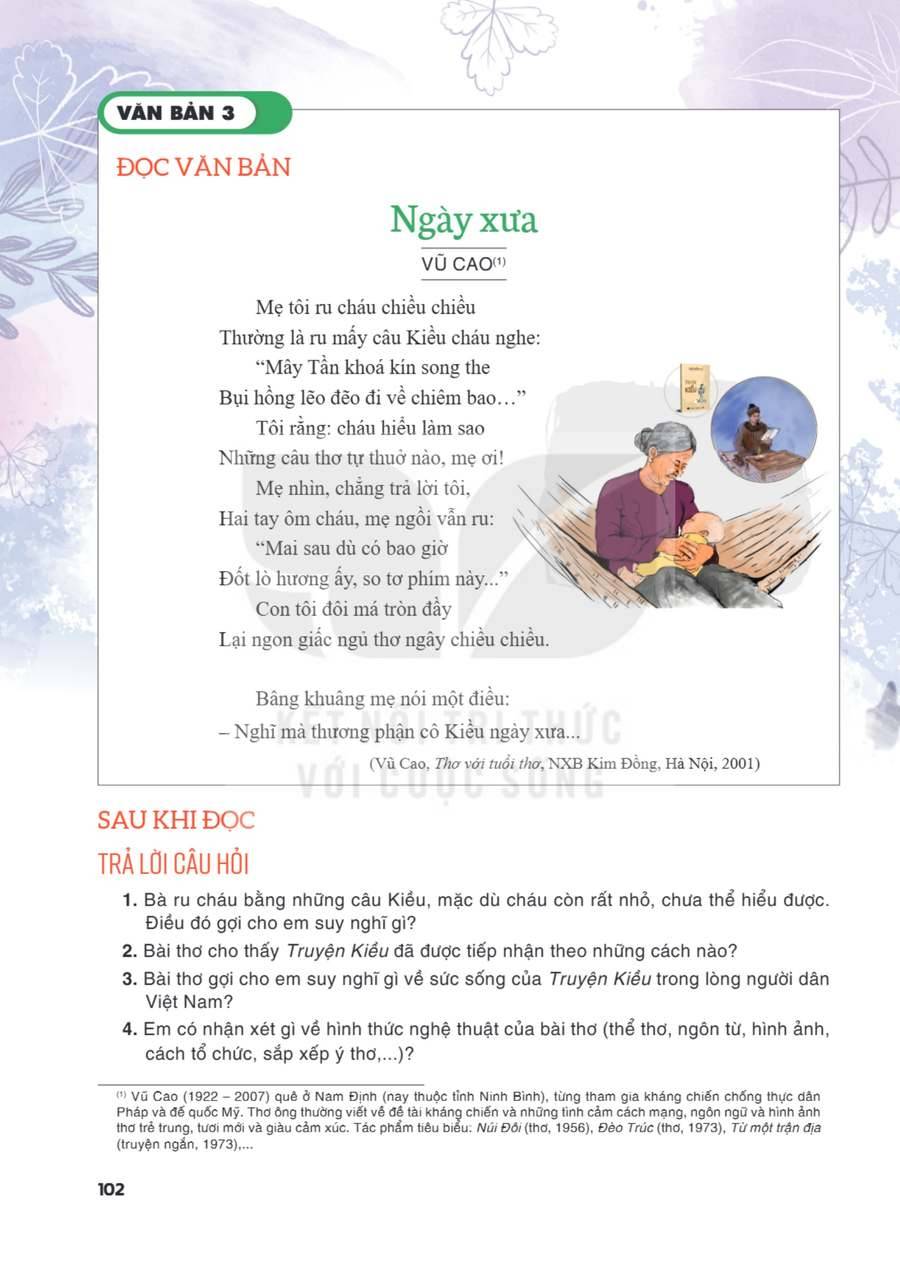 VĂN BẢN 3
ĐỌC VĂN BẢN
Ngày xưa
VŨ CAO(1)
Mẹ tôi ru cháu chiều chiều
Thường là ru mấy câu Kiều cháu nghe:
“Mây Tần khoá kín song the
Bụi hồng lẽo đẽo đi về chiêm bao…”
Tôi rằng: cháu hiểu làm sao
Những câu thơ tự thuở nào, mẹ ơi!
Mẹ nhìn, chẳng trả lời tôi,
Hai tay ôm cháu, mẹ ngồi vẫn ru:
“Mai sau dù có bao giờ
Đốt lò hương ấy, so tơ phím này...”
Con tôi đôi má tròn đầy
Lại ngon giấc ngủ thơ ngây chiều chiều.
Bâng khuâng mẹ nói một điều:
– Nghĩ mà thương phận cô Kiều ngày xưa...
(Vũ Cao, Thơ với tuổi thơ, NXB Kim Đồng, Hà Nội, 2001)
KẾT NỐI TRI THỨC
VỚI CUỘC SỐNG
SAU KHI ĐỌC
TRẢ LỜI CÂU HỎI
1. Bà ru cháu bằng những câu Kiều, mặc dù cháu còn rất nhỏ, chưa thể hiểu được.
Điều đó gợi cho em suy nghĩ gì?
2. Bài thơ cho thấy Truyện Kiều đã được tiếp nhận theo những cách nào?
3. Bài thơ gợi cho em suy nghĩ gì về sức sống của Truyện Kiều trong lòng người dân
Việt Nam?
4. Em có nhận xét gì về hình thức nghệ thuật của bài thơ (thể thơ, ngôn từ, hình ảnh,
cách tổ chức, sắp xếp ý thơ,...)?
(1) Vũ Cao (1922 – 2007) quê ở Nam Định (nay thuộc tỉnh Ninh Bình), từng tham gia kháng chiến chống thực dân
Pháp và đế quốc Mỹ. Thơ ông thường viết về đề tài kháng chiến và những tình cảm cách mạng, ngôn ngữ và hình ảnh
thơ trẻ trung, tươi mới và giàu cảm xúc. Tác phẩm tiêu biểu: Núi Đôi (thơ, 1956), Đèo Trúc (thơ, 1973), Từ một trận địa
(truyện ngắn, 1973),...
102